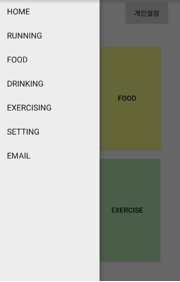 HOME
RUNNING
FOOD
DRINKING
EXERCISING
SETTING
EMAIL
개인설정
FOOD
EXERCISE